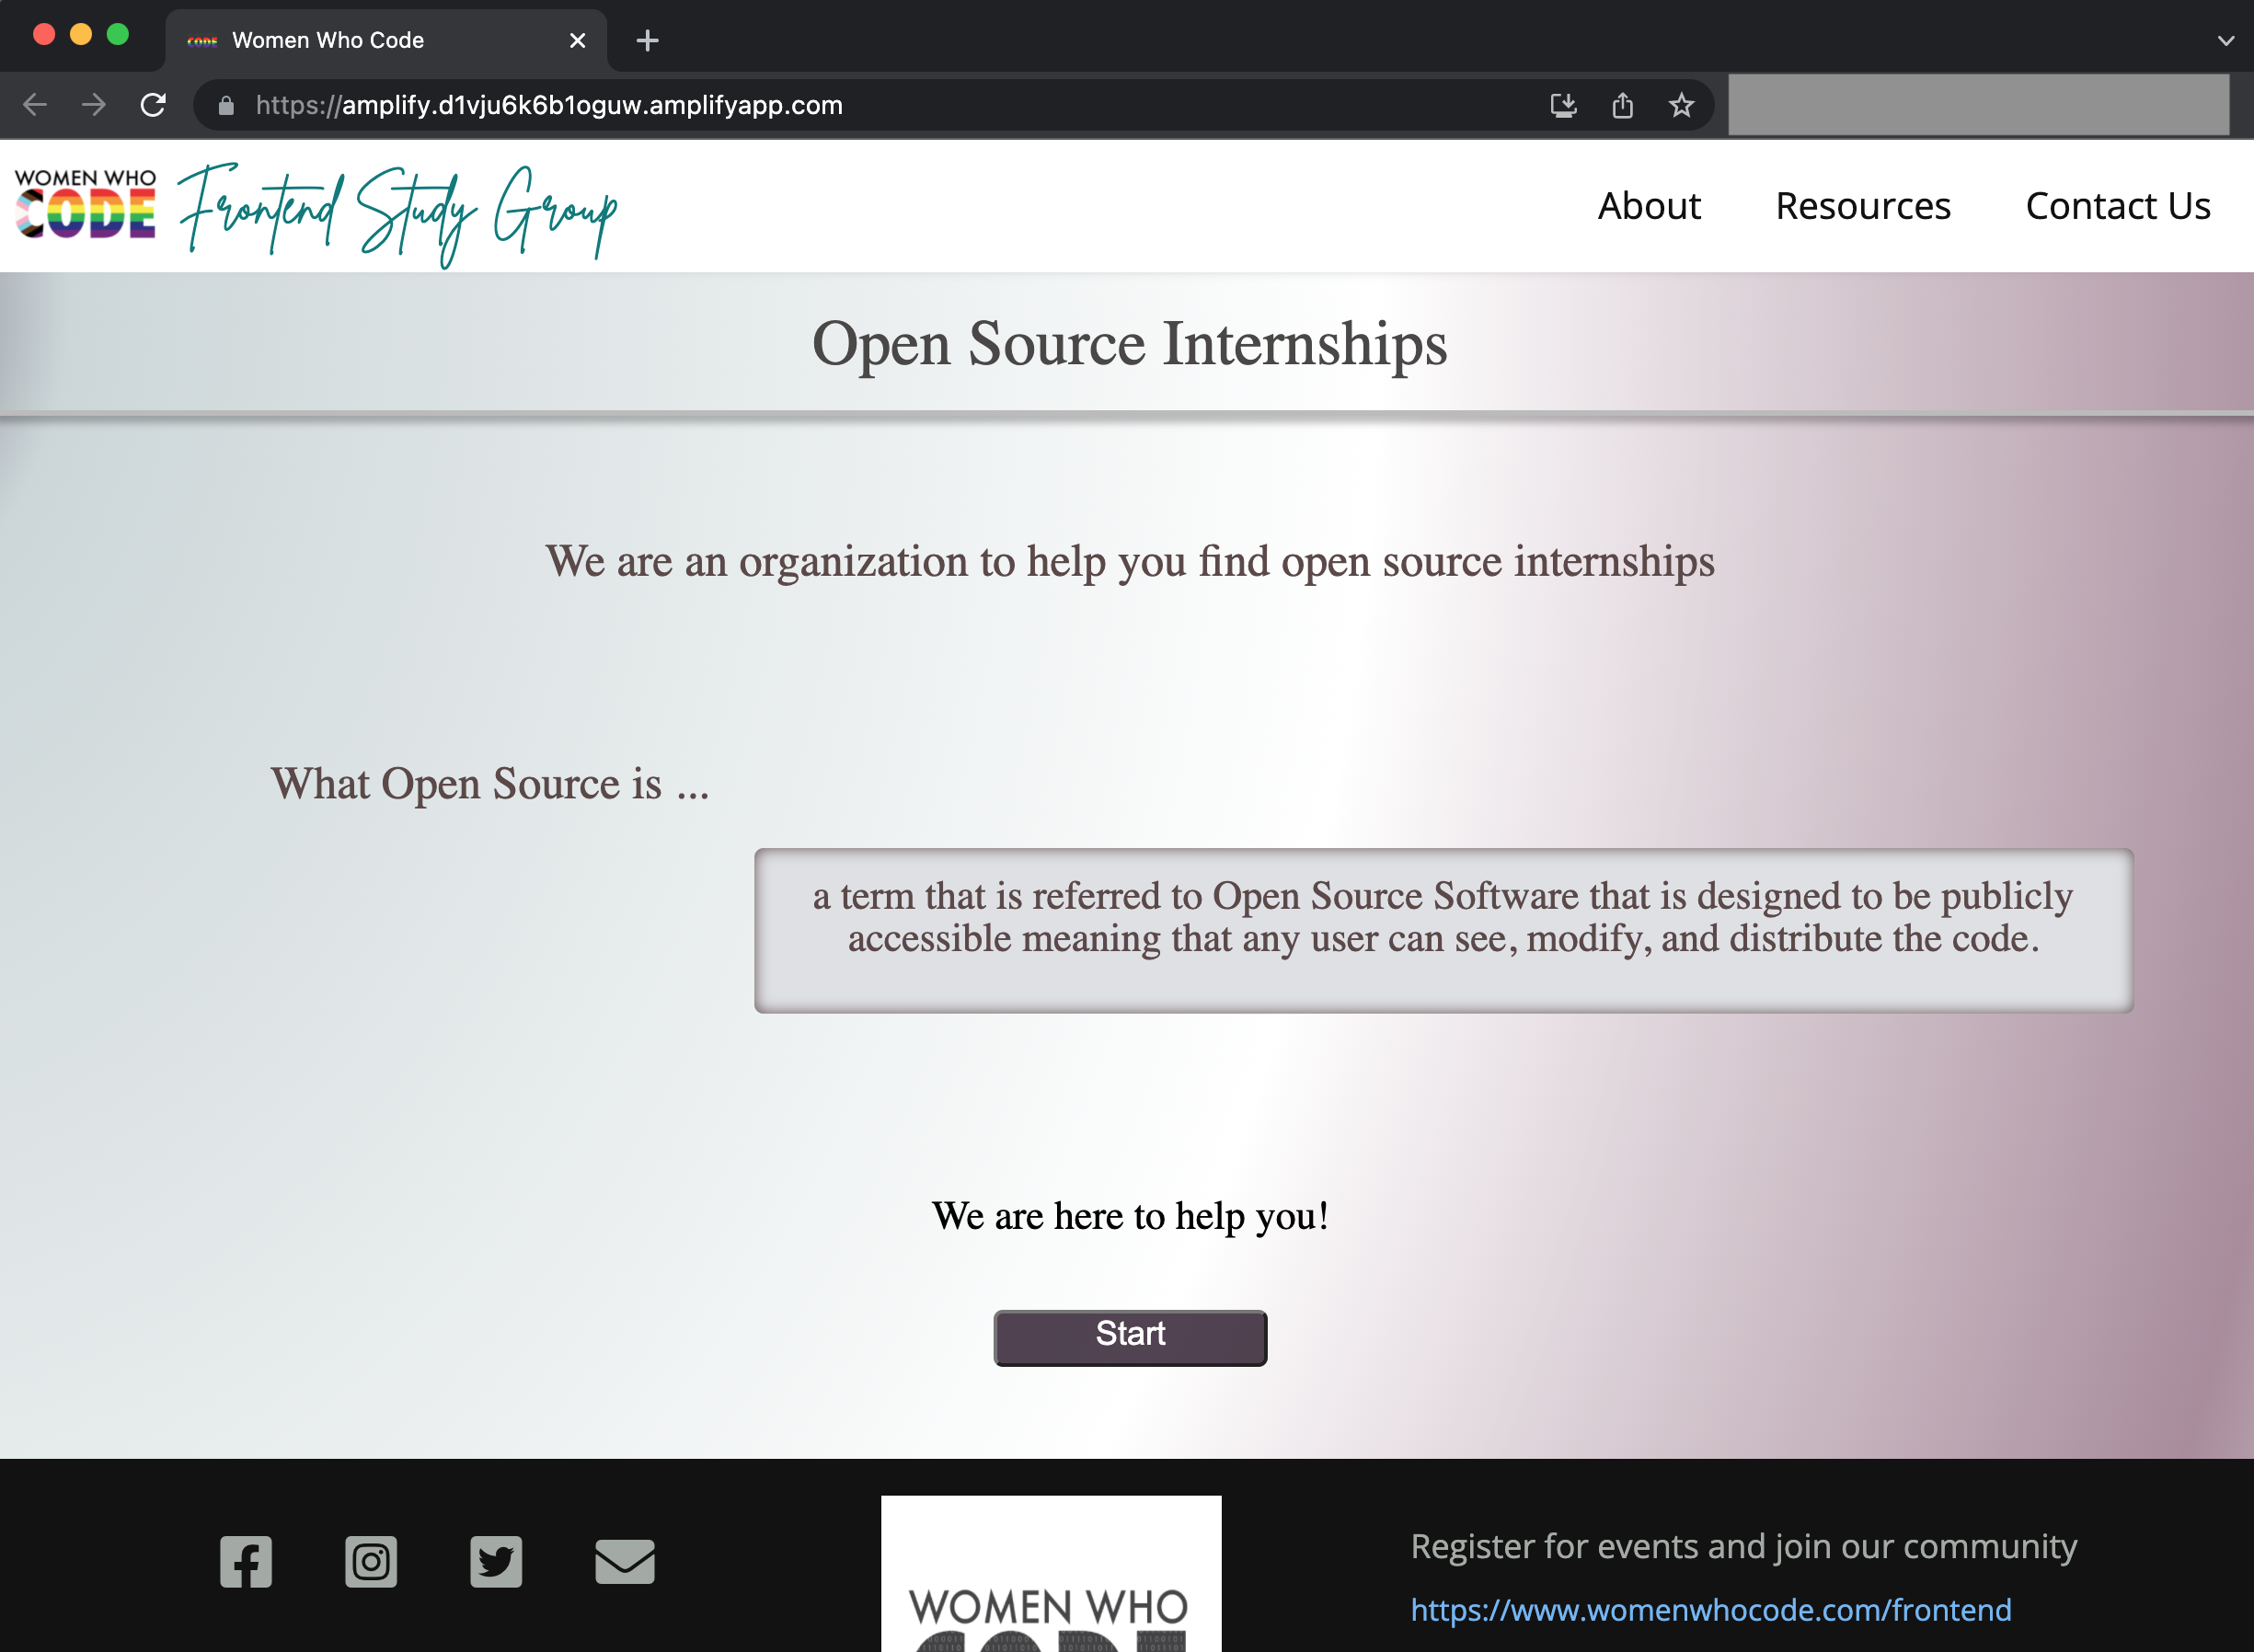 Women Who Code
https://amplify.d1vju6k6b1oguw.amplifyapp.com
WOMEN WHO
CODE
Frontend Study Group
About Resources Contact Us
Open Source Internships
We are an organization to help you find open source internships
What Open Source is ...
a term that is referred to Open Source Software that is designed to be publicly
accessible meaning that any user can see, modify, and distribute the code.
We are here to help you!
Start
Register for events and join our community
https://www.womenwhocode.com/frontend
WOMEN WHO
CODE